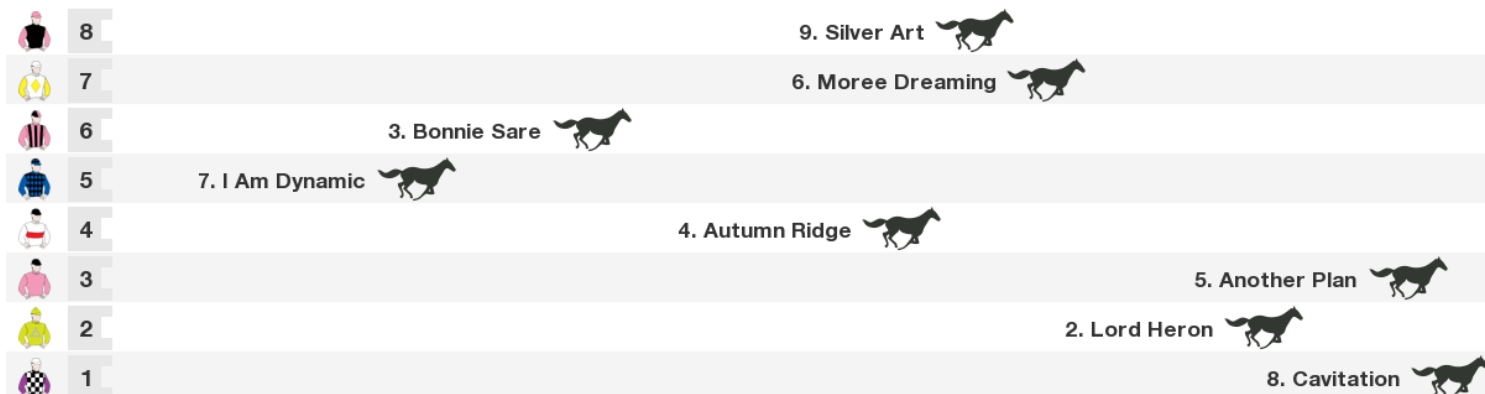 8 9. Silver Art
7 6. Moree Dreaming
6 3. Bonnie Sare
5 7. I Am Dynamic
4 4. Autumn Ridge
3 5. Another Plan
2 2. Lord Heron
1 8. Cavitation